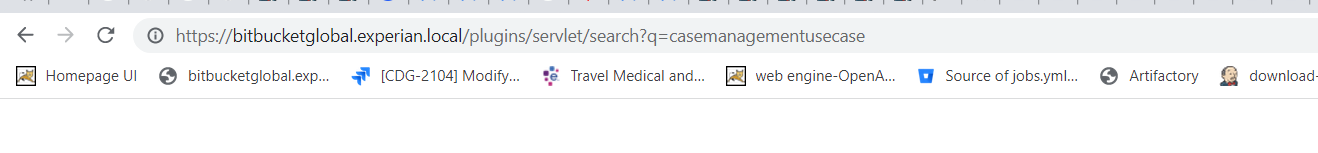 https://bitbucketglobal.experian.local/plugins/servlet/search?q=casemanagementusecase
Homepage UI bitbucketglobal.exp... [CDG-2104] Modify... Travel Medical and... web engine-OpenA... Source of jobs.yml... Artifactory download-